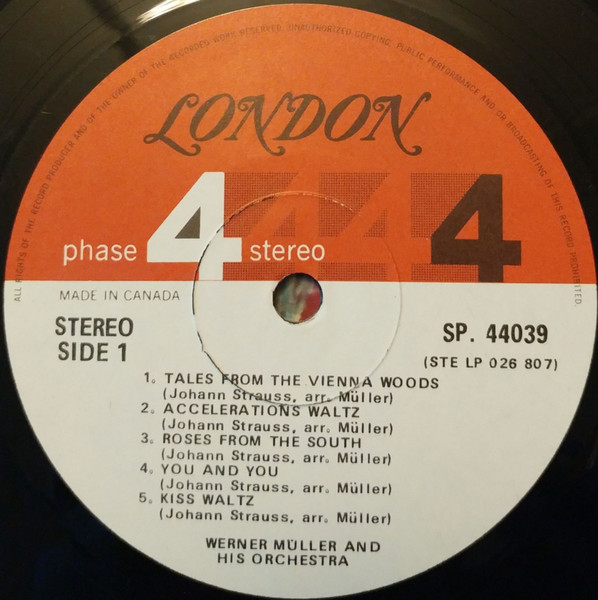 ALL RIGHTS OF THE RECORD PRODUCER AND OF THE OWNER OF THE RECORDED WORK RESERVED. UNAUTHORIZED COPYING, PUBLIC PERFORMANCE AND OR BROADCASTING OF THIS RECORD PROHIBITED.
LONDON
phase 4 stereo 4 4 4
MADE IN CANADA
STEREO
SIDE 1
SP. 44039
(STE LP 026 807)
1. TALES FROM THE VIENNA WOODS
(Johann Strauss, arr. Müller)
2. ACCELERATIONS WALTZ
(Johann Strauss, arr. Müller)
3. ROSES FROM THE SOUTH
(Johann Strauss, arr. Müller)
4. YOU AND YOU
(Johann Strauss, arr. Müller)
5. KISS WALTZ
(Johann Strauss, arr. Müller)
WERNER MÜLLER AND
HIS ORCHESTRA